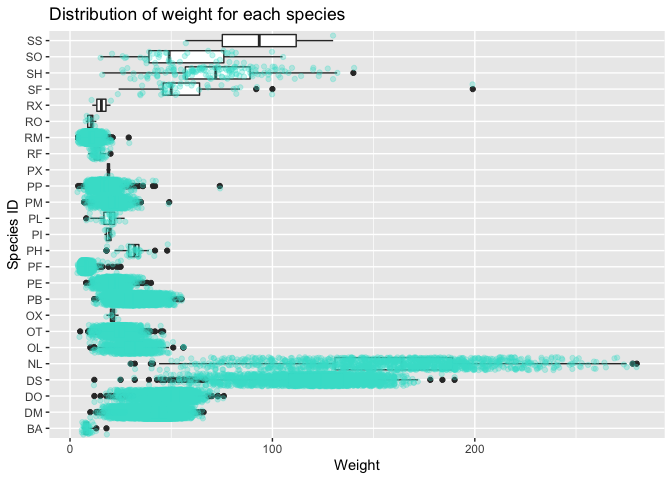 Distribution of weight for each species
Species ID
SS
SO
SH
SF
RX
RO
RM
RF
PX
PP
PM
PL
PI
PH
PF
PE
PB
OX
OT
OL
NL
DS
DO
DM
BA
0 100 200
Weight